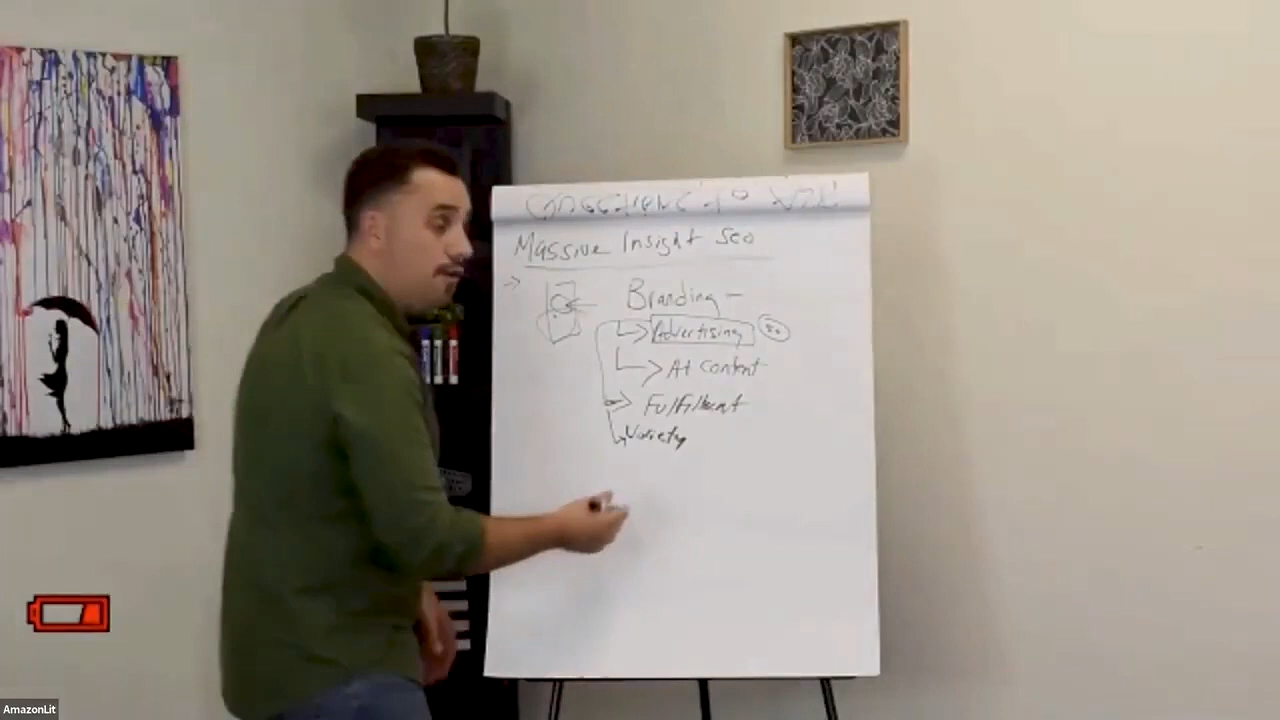 Massive Insight Seo
Branding -
Advertising
A+ Content
Fulfillment
Variety
AmazonLit